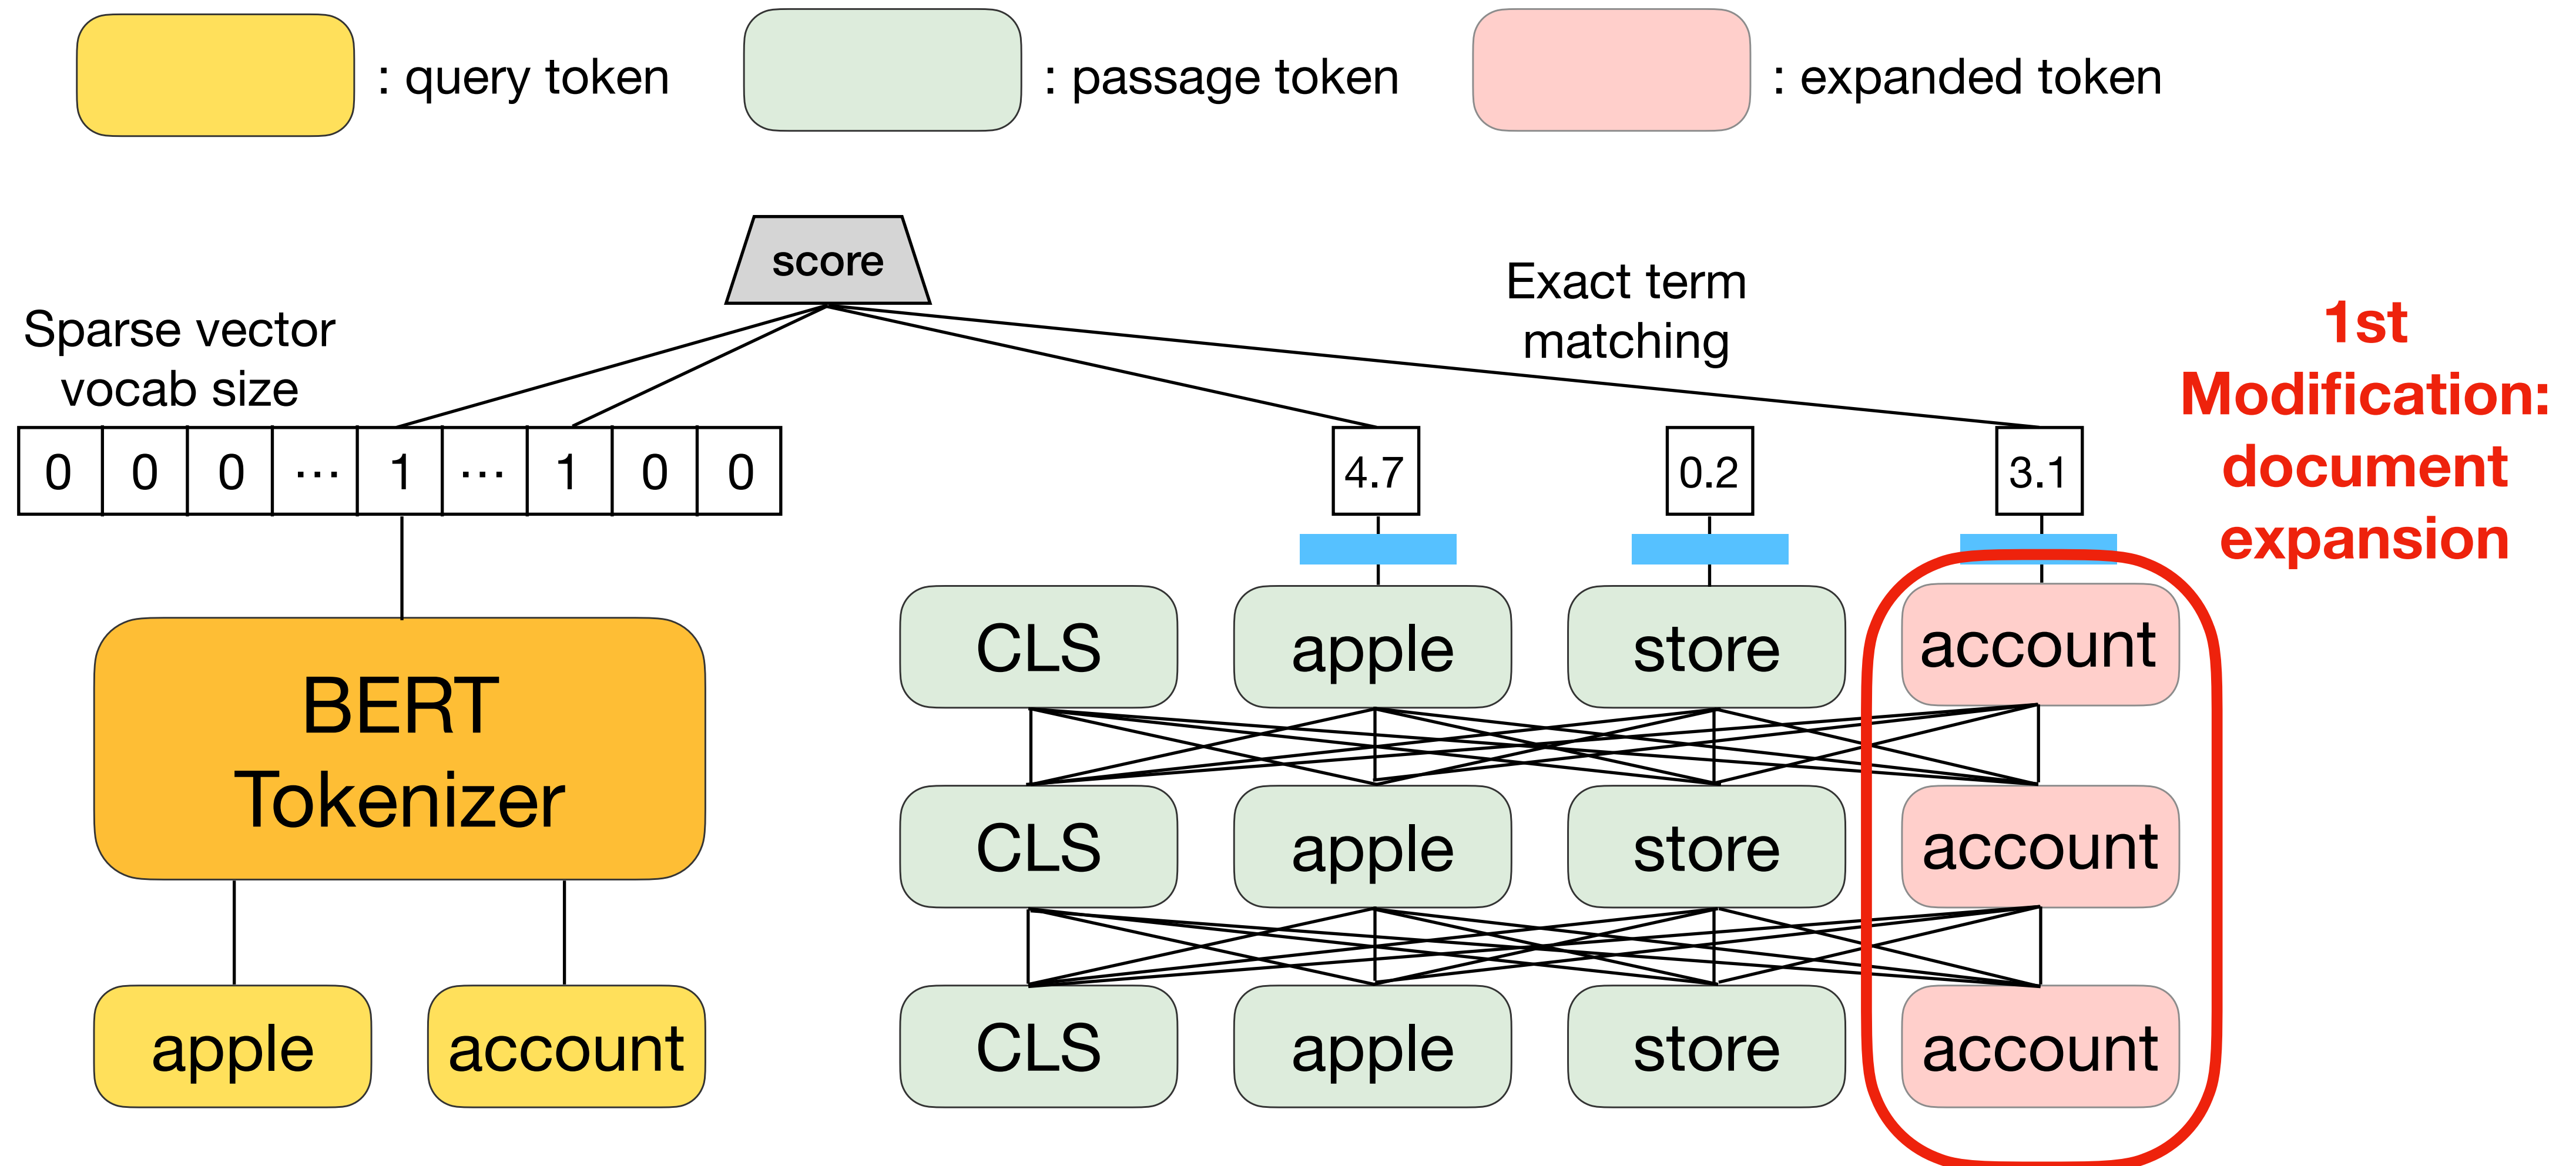 : query token
: passage token
: expanded token
score
Exact term
matching
Sparse vector
vocab size
1st
Modification:
document
expansion
0 0 0 ... 1 ... 1 0 0
4.7
0.2
3.1
BERT
Tokenizer
apple
account
CLS
apple
store
account
CLS
apple
store
account
CLS
apple
store
account